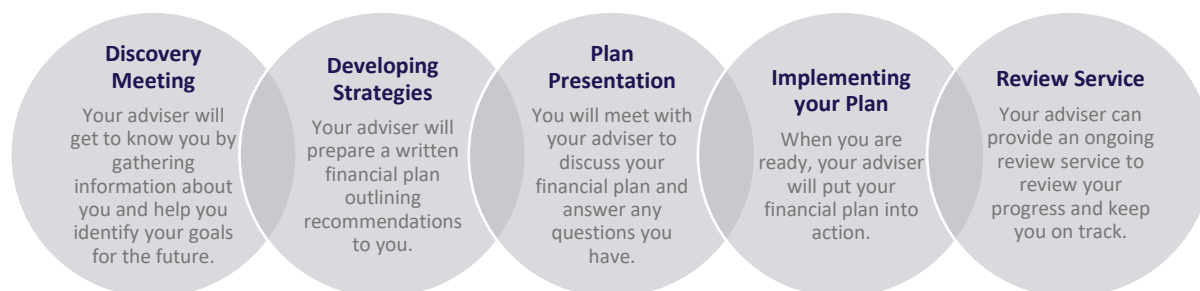 Discovery
Meeting
Your adviser will
get to know you by
gathering
information about
you and help you
identify your goals
for the future.
Developing
Strategies
Your adviser will
prepare a written
financial plan
outlining
recommendations
to you.
Plan
Presentation
You will meet with
your adviser to
discuss your
financial plan and
answer any
questions you
have.
Implementing
your Plan
When you are
ready, your adviser
will put your
financial plan into
action.
Review Service
Your adviser can
provide an ongoing
review service to
review your
progress and keep
you on track.